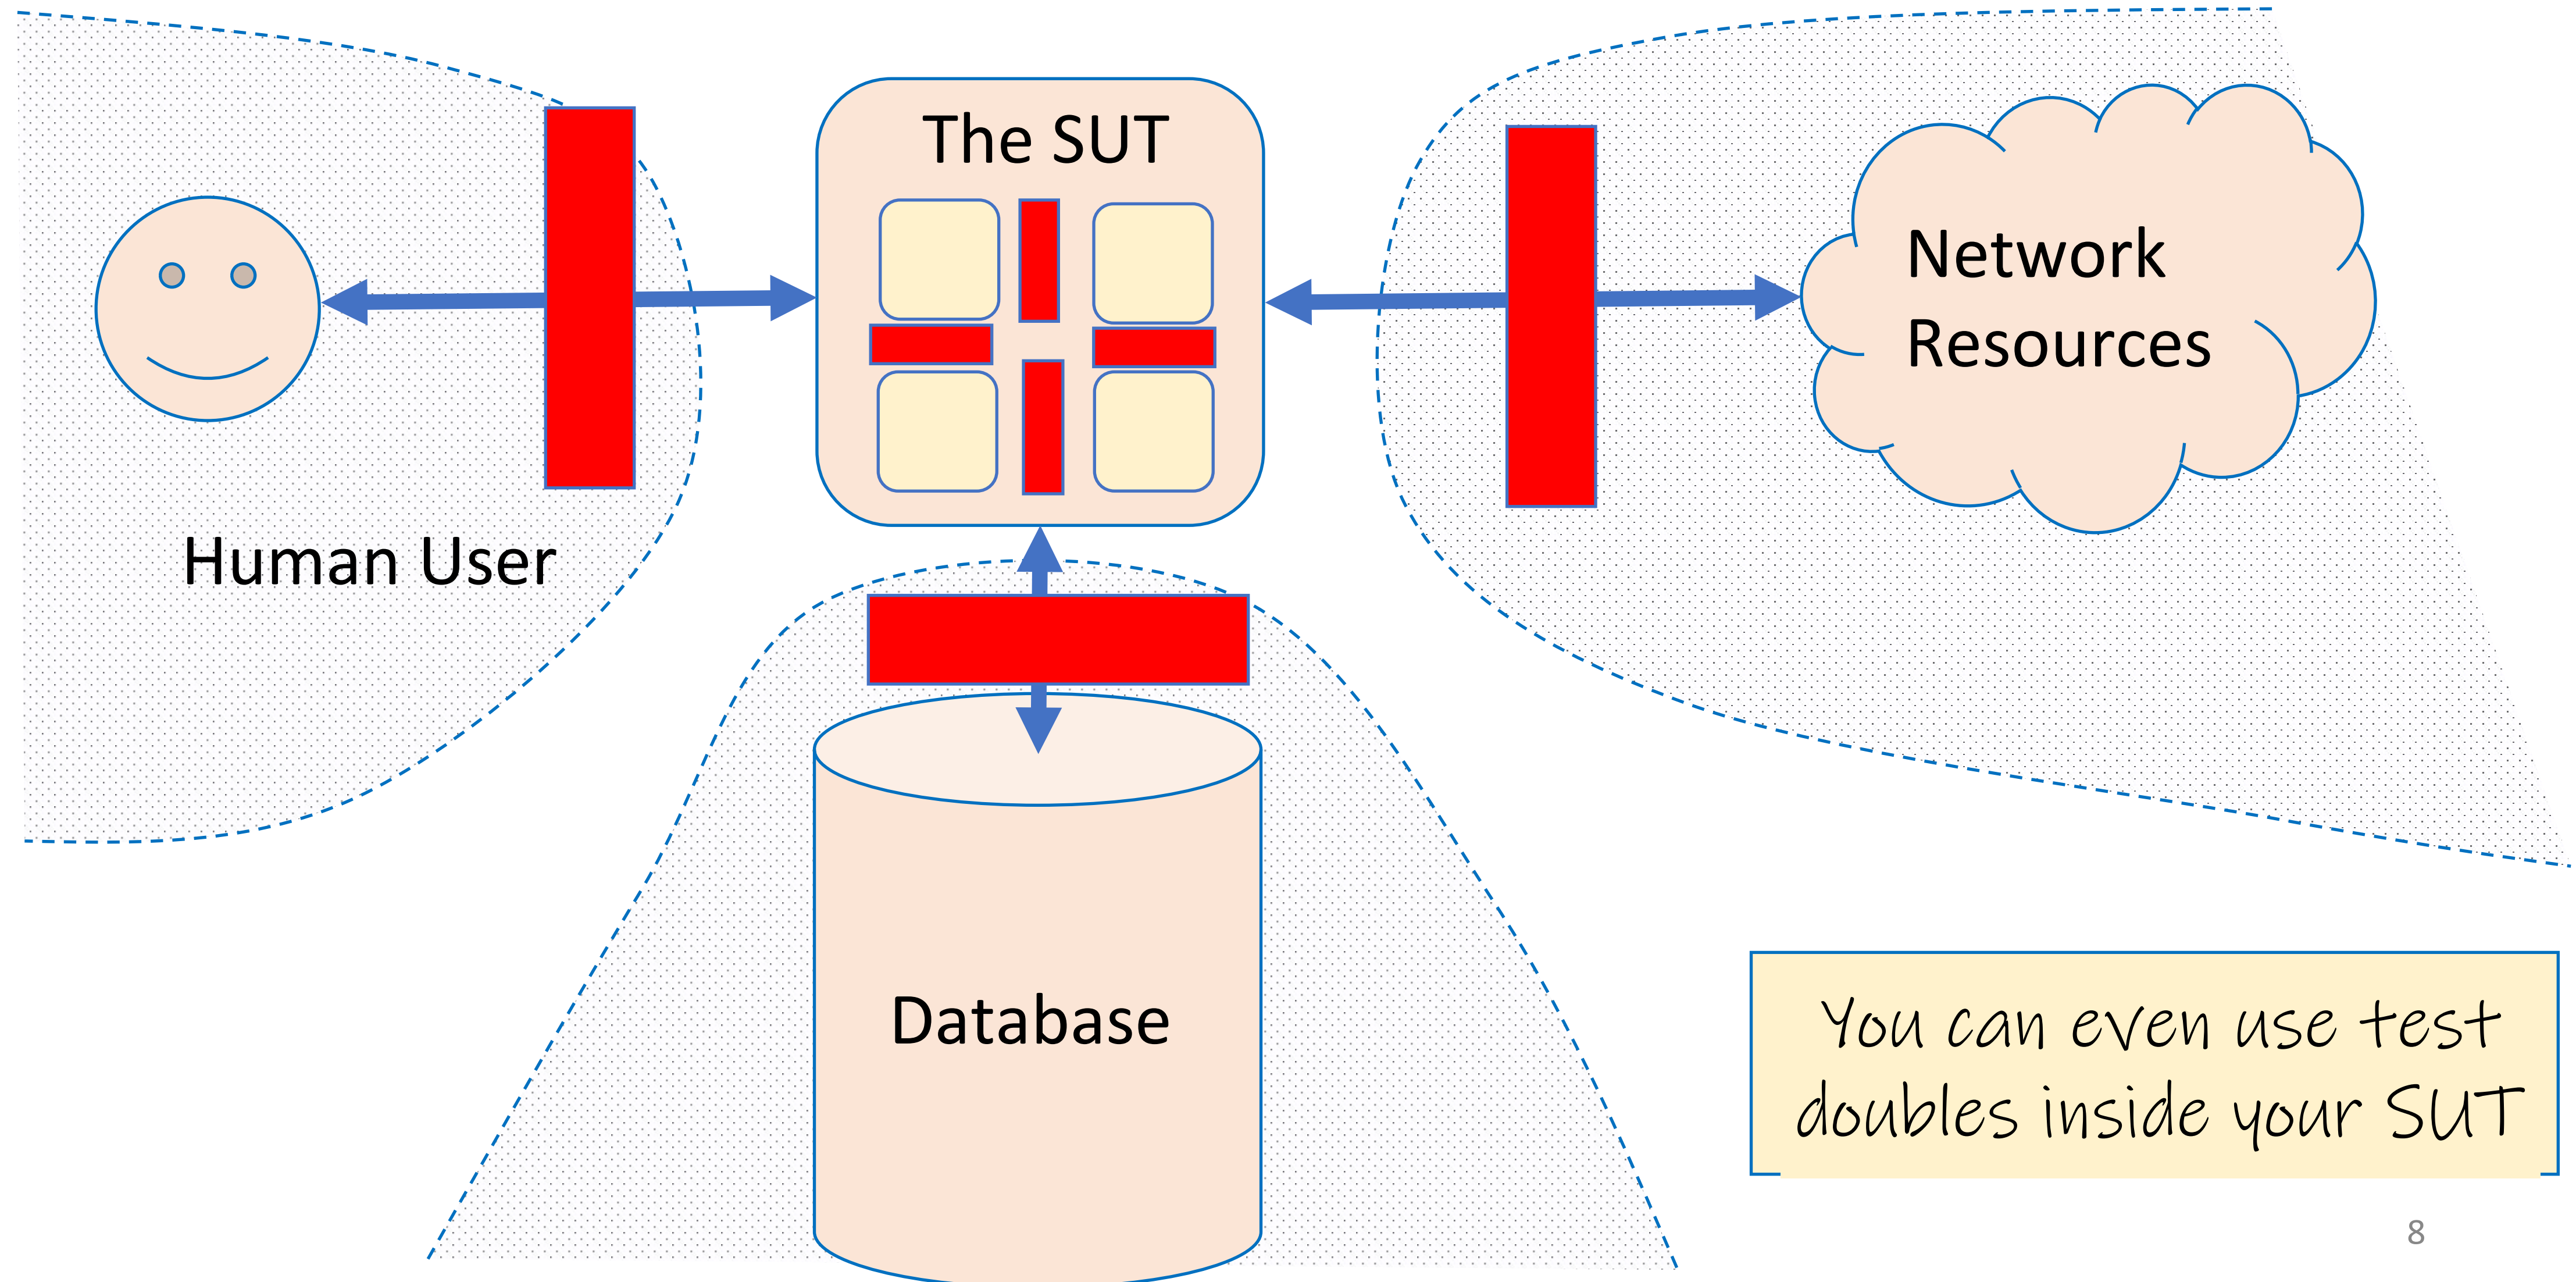 The SUT
Network
Resources
Human User
Database
You can even use test
doubles inside your SUT
8